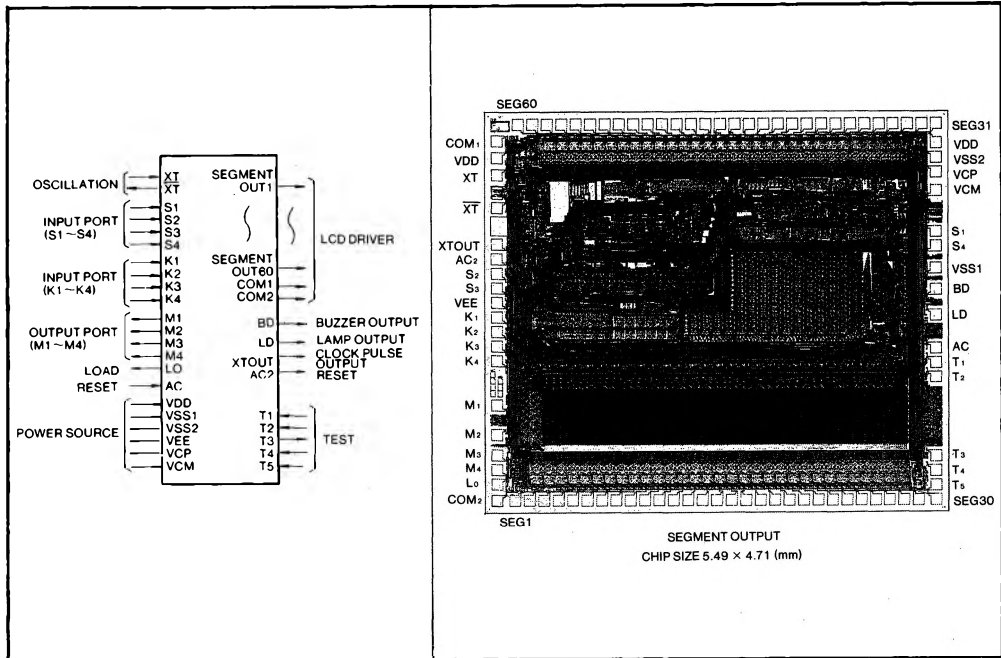 OSCILLATION
XT
XT
INPUT PORT
(S1~S4)
S1
S2
S3
S4
INPUT PORT
(K1~K4)
K1
K2
K3
K4
OUTPUT PORT
(M1~M4)
M1
M2
M3
M4
LOAD
LO
RESET
AC
POWER SOURCE
VDD
VSS1
VSS2
VEE
VCP
VCM
SEGMENT
OUT1
SEGMENT
OUT60
COM1
COM2
LCD DRIVER
BD
BUZZER OUTPUT
LD
LAMP OUTPUT
XTOUT
CLOCK PULSE
OUTPUT
AC2
RESET
T1
T2
T3
T4
T5
TEST
SEG60
SEG31
COM1
VDD
XT
XT
XTOUT
AC2
S2
S3
VEE
K1
K2
K3
K4
M1
M2
M3
M4
L0
COM2
SEG1
VDD
VSS2
VCP
VCM
S1
S4
VSS1
BD
LD
AC
T1
T2
T3
T4
T5
SEG30
SEGMENT OUTPUT
CHIP SIZE 5.49 × 4.71 (mm)